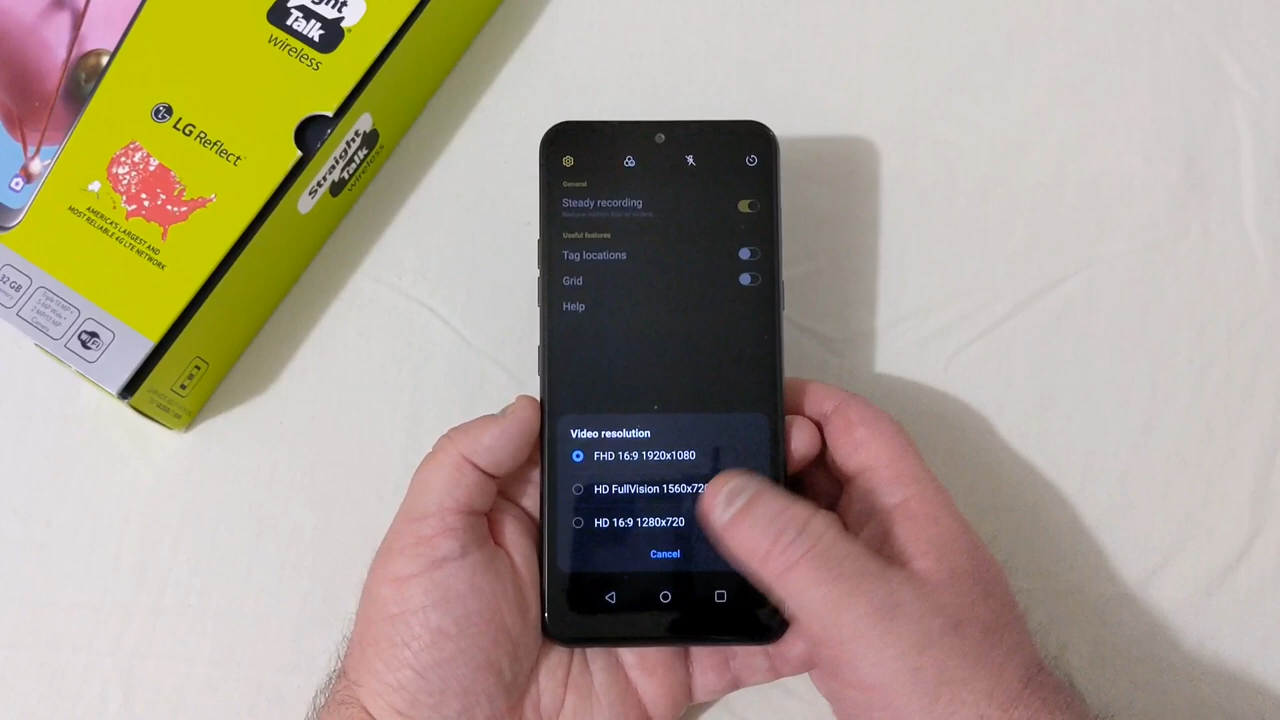 ght
Talk
wireless
LG Reflect
AMERICA'S LARGEST AND
MOST RELIABLE 4G LTE NETWORK
32 GB
WiFi
Straight
Talk
wireless
General
Steady recording
Useful features
Tag locations
Grid
Help
Video resolution
FHD 16:9 1920x1080
HD FullVision 1560x720
HD 16:9 1280x720
Cancel